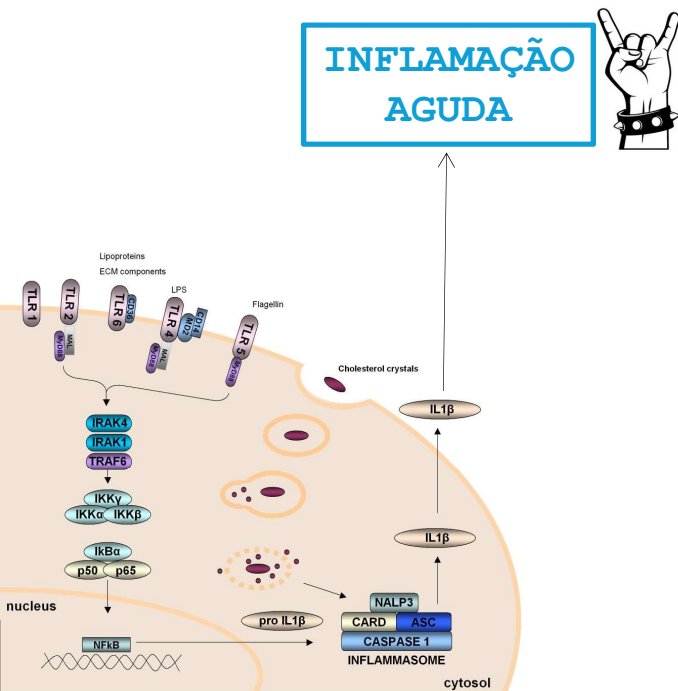 INFLAMAÇÃO
AGUDA
Lipoproteins
ECM components
LPS
Flagellin
TLR 1
TLR 2
MAL
MyD88
TLR 6
CD36
TLR 4
MD2
CD14
MAL
MyD88
TLR 5
MyD88
Cholesterol crystals
IL1β
IRAK4
IRAK1
TRAF6
IKKγ
IKKα
IKKβ
IL1β
IkBα
p50
p65
nucleus
NALP3
pro IL1β
CARD
ASC
NFkB
CASPASE 1
INFLAMMASOME
cytosol